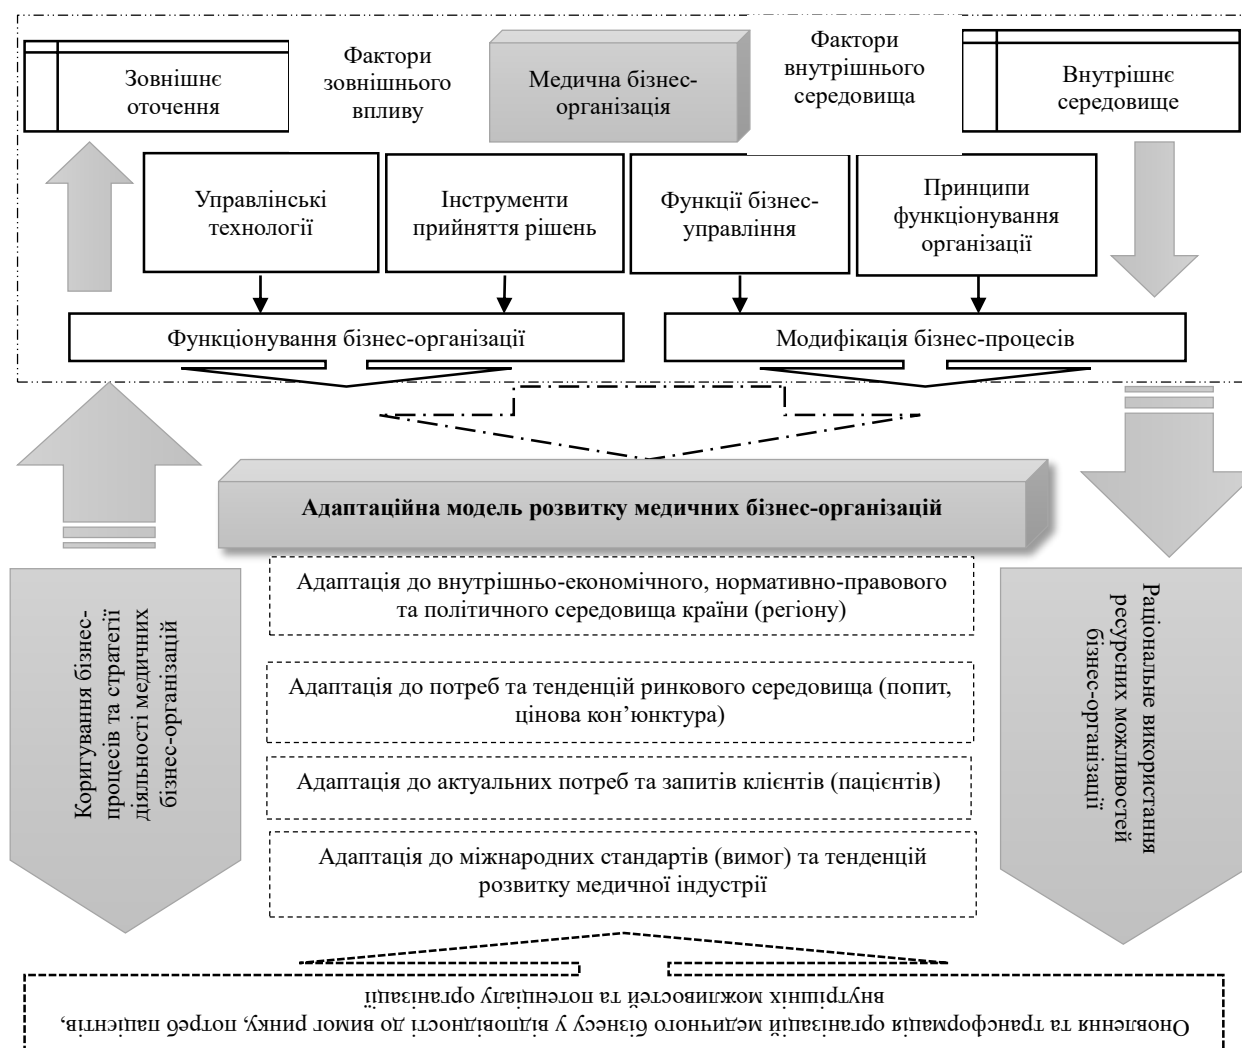 Зовнішнє
оточення
Фактори
зовнішнього
впливу
Медична бізнес-
організація
Фактори
внутрішнього
середовища
Внутрішнє
середовище
Управлінські
технології
Інструменти
прийняття рішень
Функції бізнес-
управління
Принципи
функціонування
організації
Функціонування бізнес-організації
Модифікація бізнес-процесів
Адаптаційна модель розвитку медичних бізнес-організацій
Коригування бізнес-
процесів та стратегії
діяльності медичних
бізнес-організацій
Адаптація до внутрішньо-економічного, нормативно-правового
та політичного середовища країни (регіону)
Адаптація до потреб та тенденцій ринкового середовища (попит,
цінова кон’юнктура)
Адаптація до актуальних потреб та запитів клієнтів (пацієнтів)
Адаптація до міжнародних стандартів (вимог) та тенденцій
розвитку медичної індустрії
Раціональне використання
ресурсних можливостей
бізнес-організації
Оновлення та трансформація організацій медичного бізнесу у відповідності до вимог ринку, потреб пацієнтів,
внутрішніх можливостей та потенціалу організації